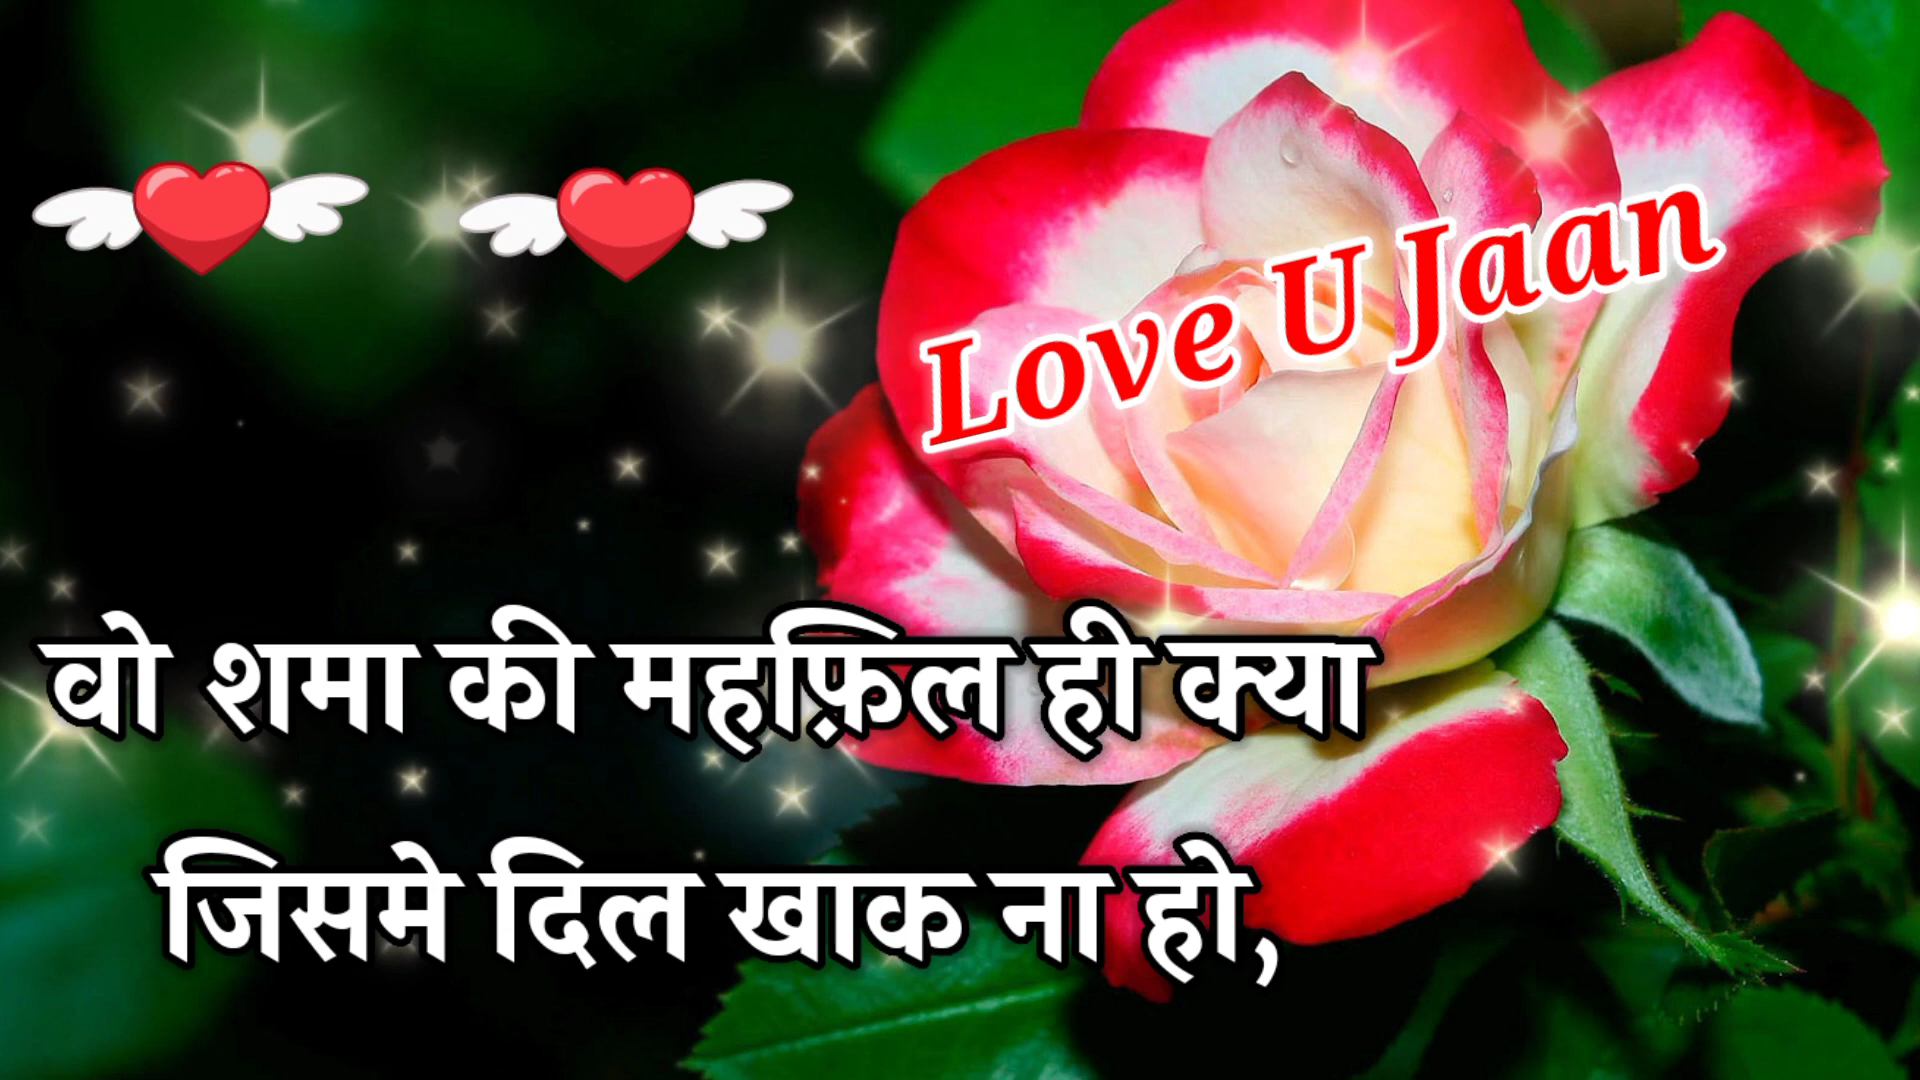 Love U Jaan
वो शमा की महफ़िल ही क्या
जिसमे दिल खाक ना हो,